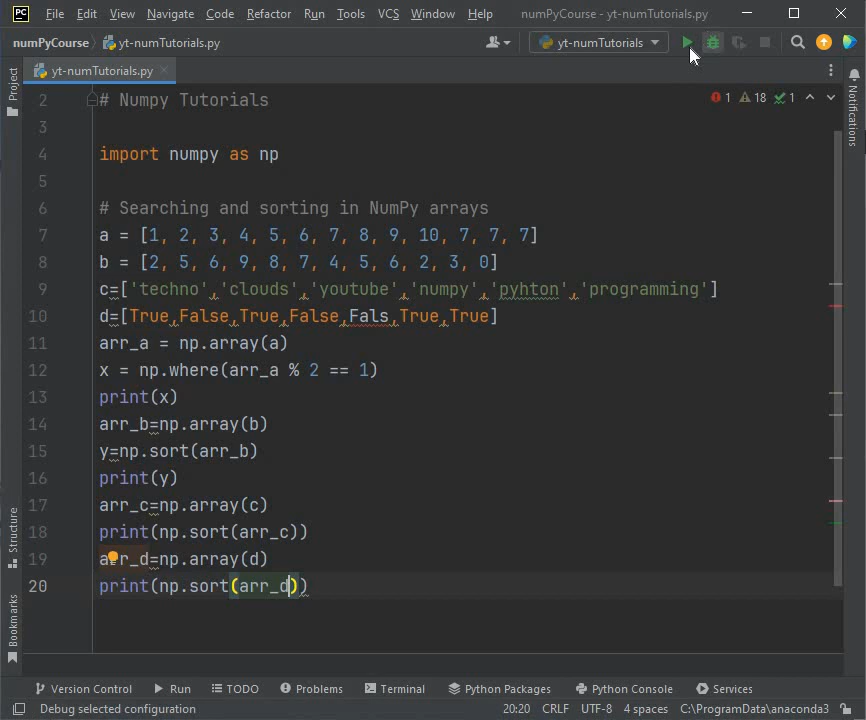 PC File Edit View Navigate Code Refactor Run Tools VCS Window Help numPyCourse - yt-numTutorials.py
numPyCourse yt-numTutorials.py yt-numTutorials
Project
yt-numTutorials.py
Notifications
1 18 1
2 # Numpy Tutorials
3
4 import numpy as np
5
6 # Searching and sorting in NumPy arrays
7 a = [1, 2, 3, 4, 5, 6, 7, 8, 9, 10, 7, 7, 7]
8 b = [2, 5, 6, 9, 8, 7, 4, 5, 6, 2, 3, 0]
9 c=['techno','clouds','youtube','numpy','pyhton','programming']
10 d=[True,False,True,False,Fals,True,True]
11 arr_a = np.array(a)
12 x = np.where(arr_a % 2 == 1)
13 print(x)
14 arr_b=np.array(b)
15 y=np.sort(arr_b)
16 print(y)
17 arr_c=np.array(c)
18 print(np.sort(arr_c))
19 arr_d=np.array(d)
20 print(np.sort(arr_d))
Structure
Bookmarks
Version Control Run TODO Problems Terminal Python Packages Python Console Services
Debug selected configuration 20:20 CRLF UTF-8 4 spaces C:\ProgramData\anaconda3